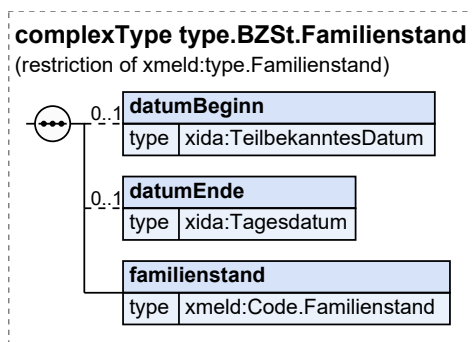 complexType type.BZSt.Familienstand
(restriction of xmeld:type.Familienstand)
0..1 datumBeginn
type xida:TeilbekanntesDatum
0..1 datumEnde
type xida:Tagesdatum
familienstand
type xmeld:Code.Familienstand